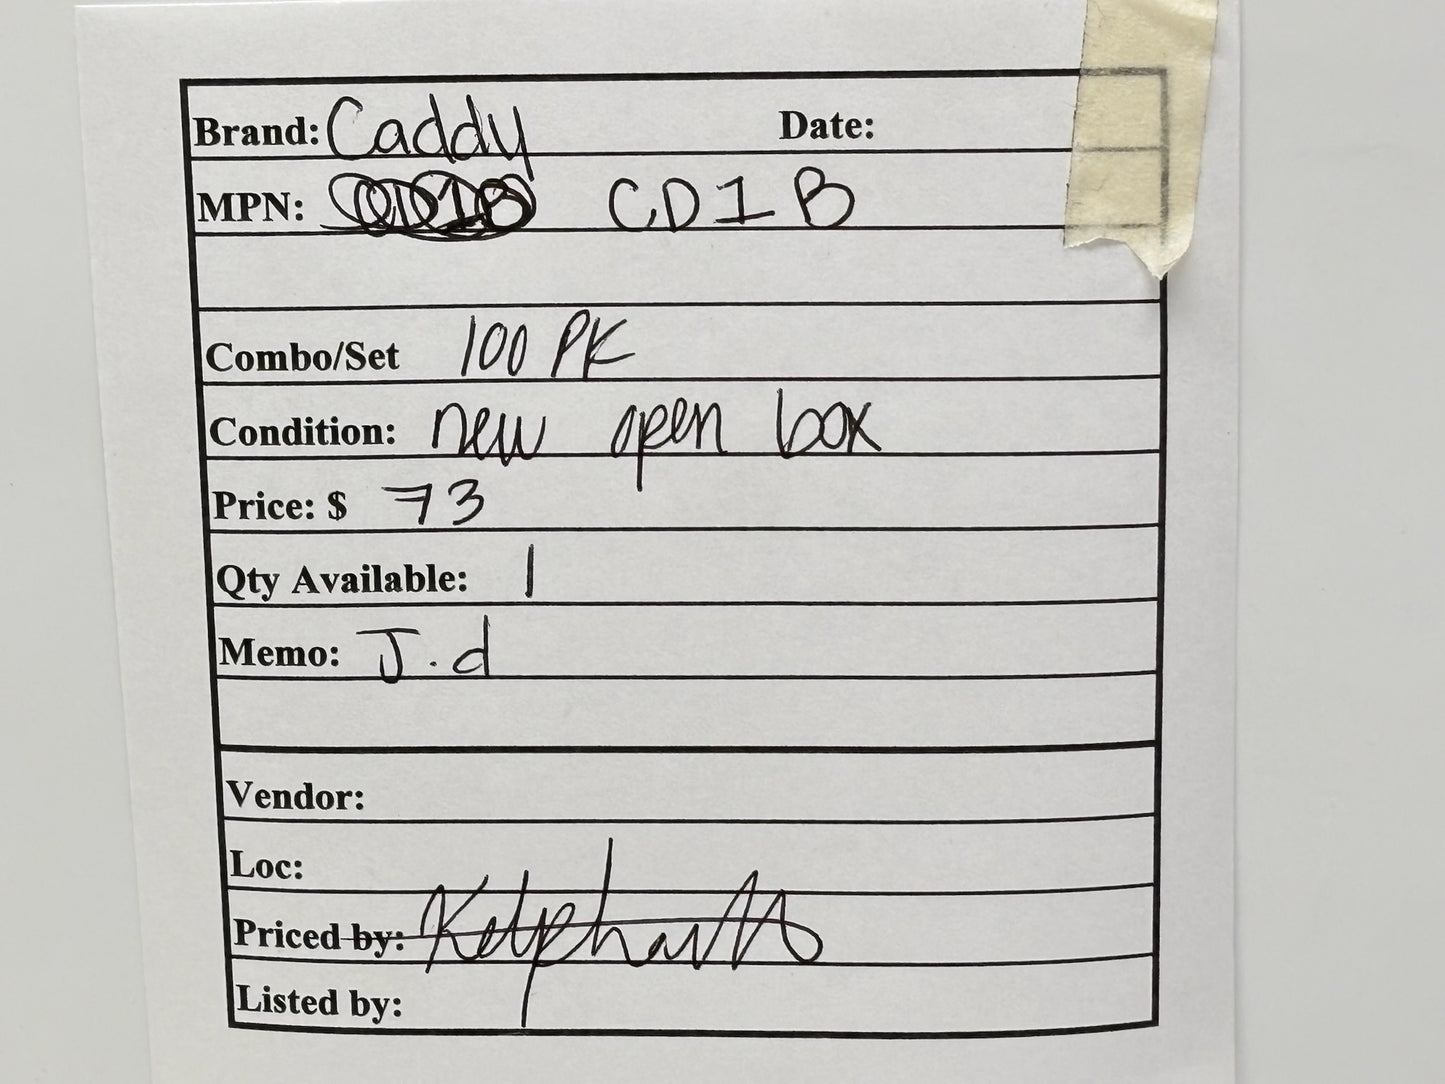 Brand: Caddy Date:
MPN: CD1B CD1B
Combo/Set 100 PK
Condition: new open box
Price: $ 73
Qty Available: 1
Memo: J.d
Vendor:
Loc:
Priced by:
Listed by: